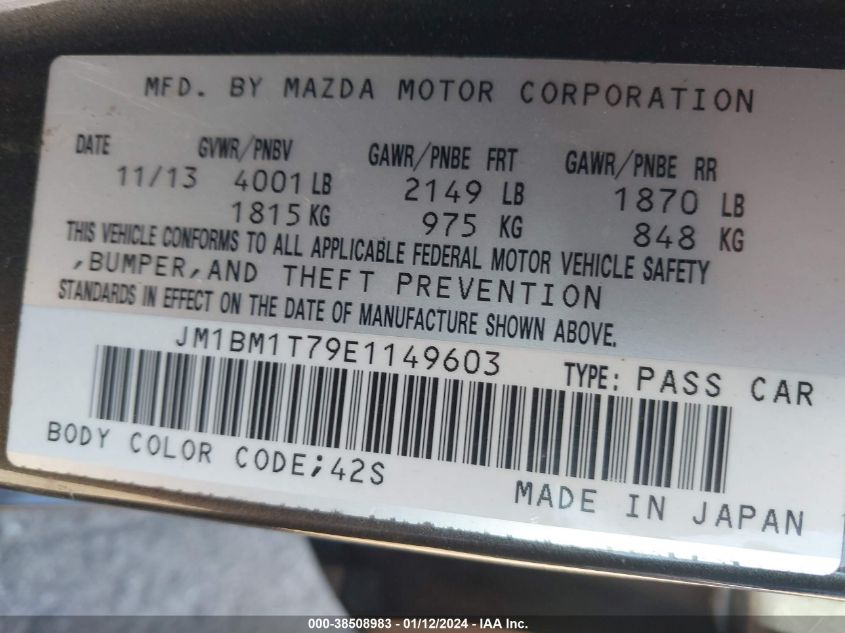 MFD. BY MAZDA MOTOR CORPORATION
DATE GVWR/PNBV GAWR/PNBE FRT GAWR/PNBE RR
11/13 4001 LB 2149 LB 1870 LB
1815 KG 975 KG 848 KG
THIS VEHICLE CONFORMS TO ALL APPLICABLE FEDERAL MOTOR VEHICLE SAFETY
,BUMPER,AND THEFT PREVENTION
STANDARDS IN EFFECT ON THE DATE OF MANUFACTURE SHOWN ABOVE.
JM1BM1T79E1149603 TYPE: PASS CAR
BODY COLOR CODE;42S
MADE IN JAPAN
000-38508983 - 01/12/2024 - IAA, Inc.